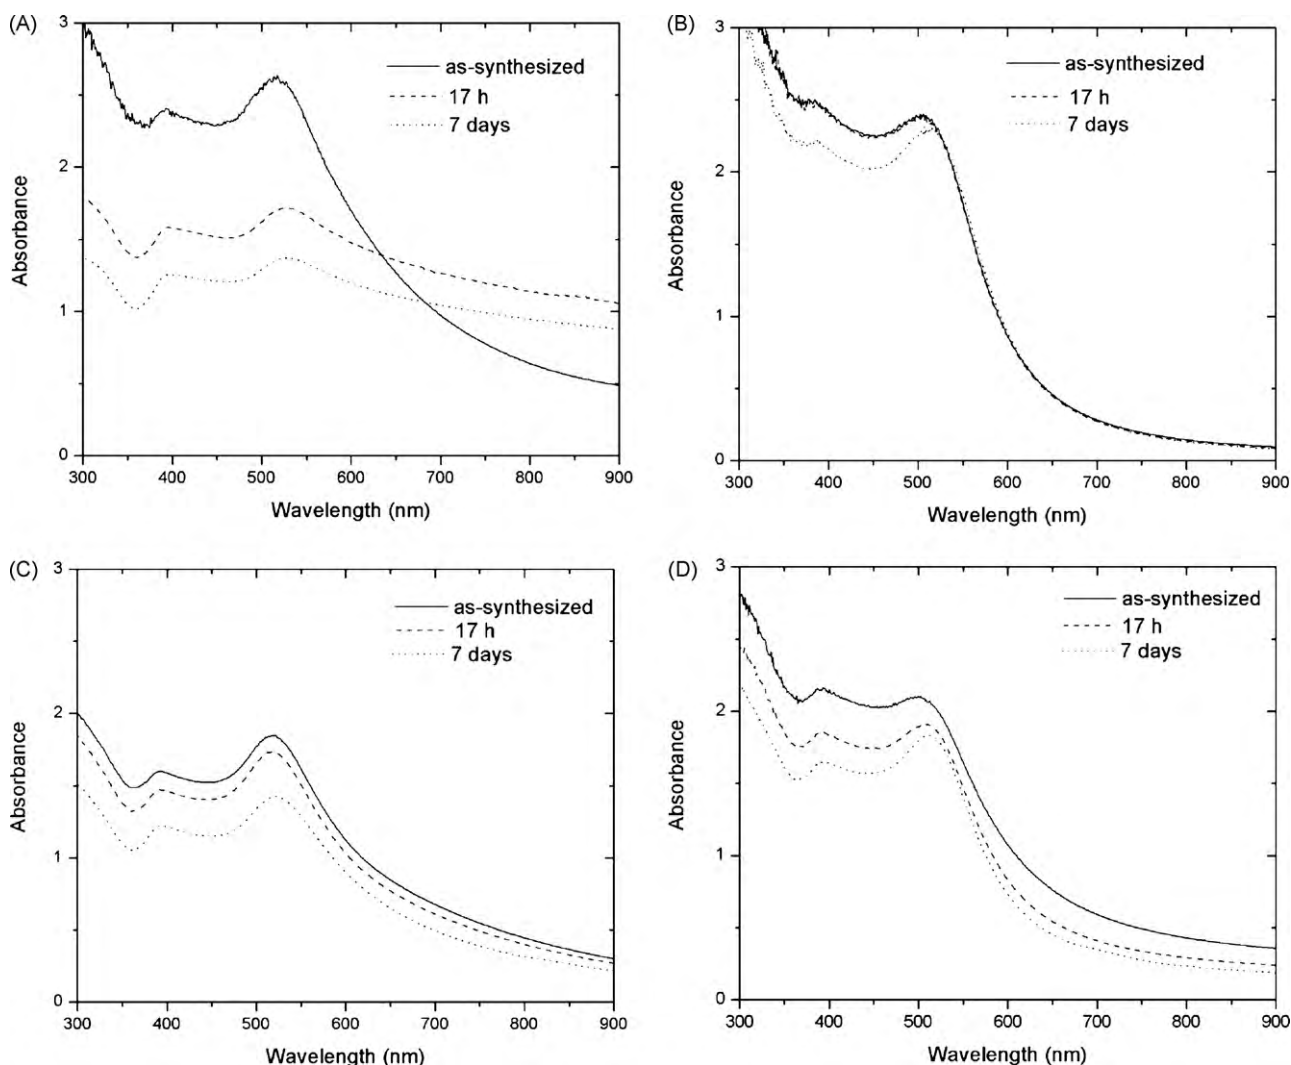 (A)
3
2
1
0
Absorbance
as-synthesized
17 h
7 days
300 400 500 600 700 800 900
Wavelength (nm)
(B)
3
2
1
0
Absorbance
as-synthesized
17 h
7 days
300 400 500 600 700 800 900
Wavelength (nm)
(C)
3
2
1
0
Absorbance
as-synthesized
17 h
7 days
300 400 500 600 700 800 900
Wavelength (nm)
(D)
3
2
1
0
Absorbance
as-synthesized
17 h
7 days
300 400 500 600 700 800 900
Wavelength (nm)